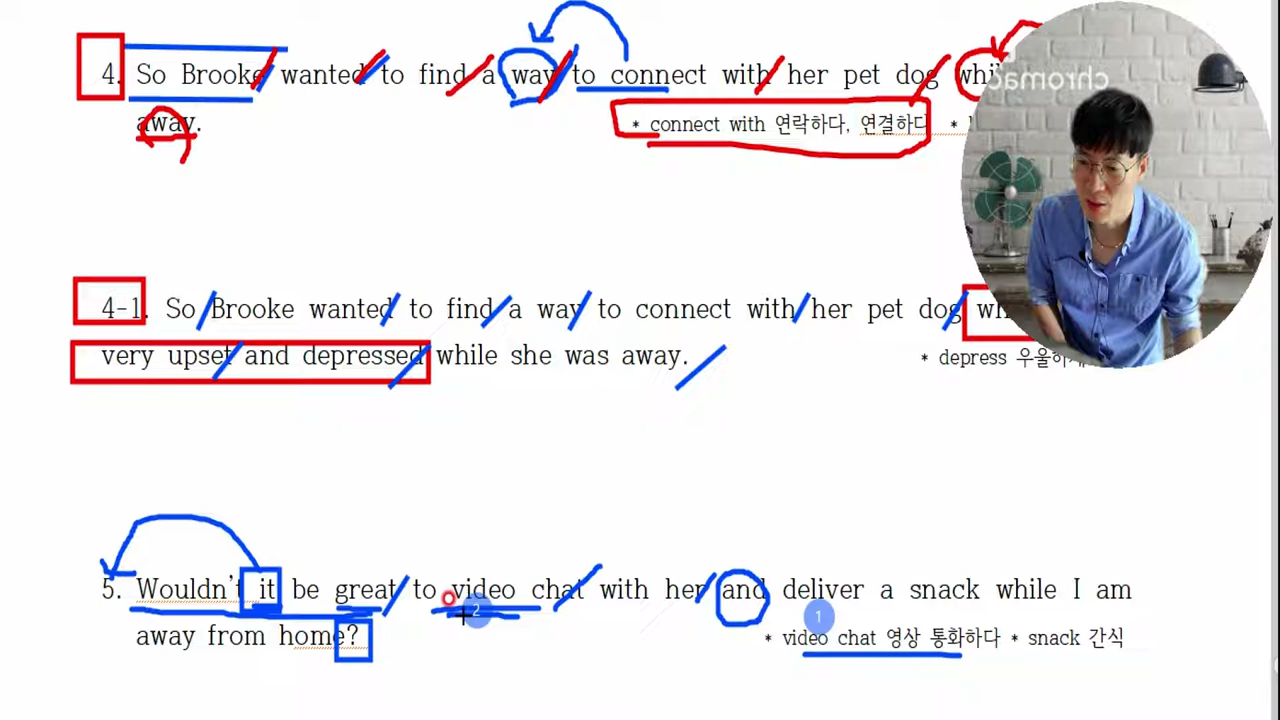 4. So Brooke wanted to find a way to connect with her pet dog
chromac
away.
* connect with 연락하다, 연결하다 *
4-1. So Brooke wanted to find a way to connect with her pet dog
very upset and depressed while she was away.
* depress 우울하게
5. Wouldn't it be great to video chat with her and deliver a snack while I am
away from home?
* video chat 영상 통화하다 * snack 간식
2
1